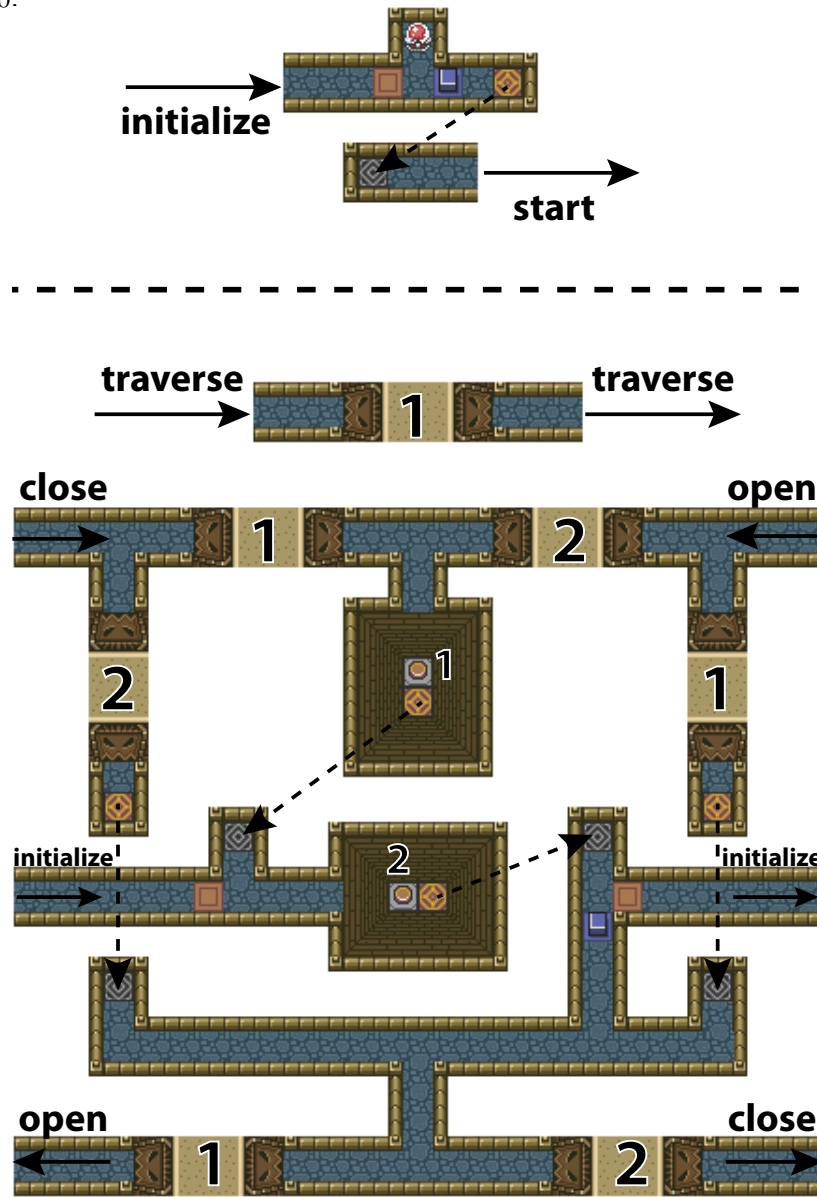 initialize
start
traverse
traverse
1
close
open
1
2
2
1
1
initialize
2
initialize
open
close
1
2